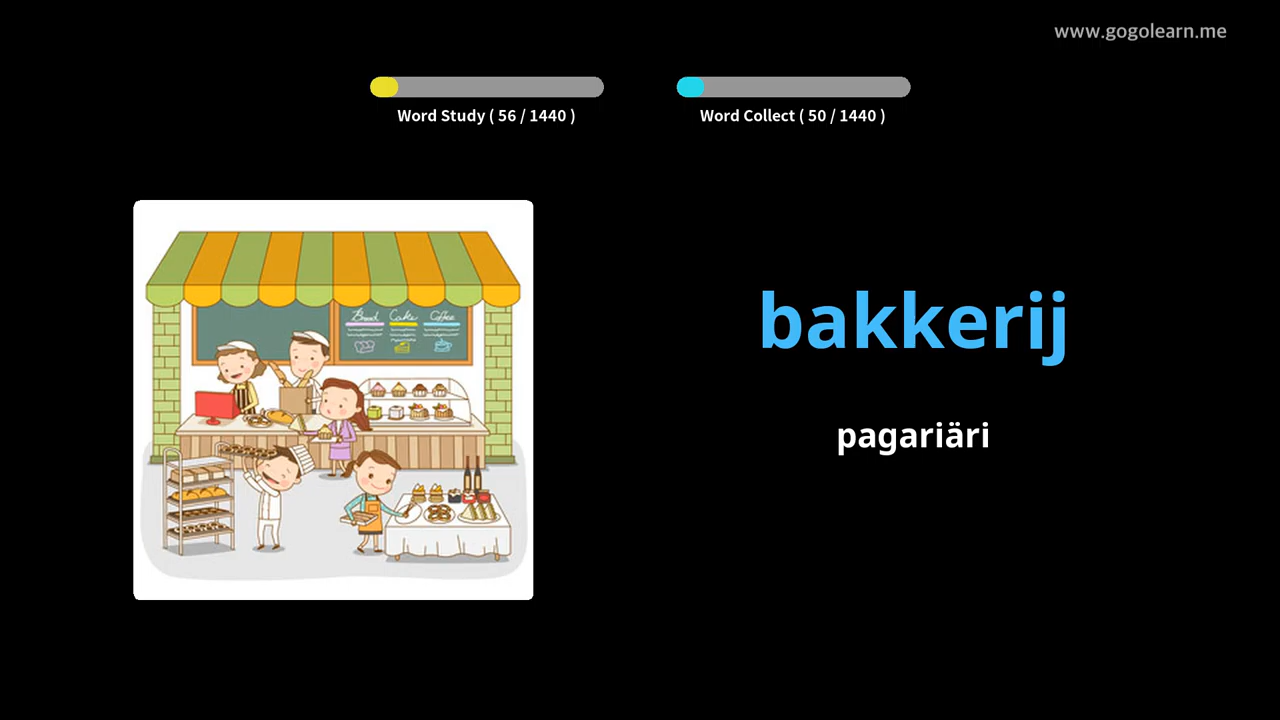 www.gogolearn.me
Word Study ( 56 / 1440 )
Word Collect ( 50 / 1440 )
Bread Cake Coffee
bakkerij
pagariäri